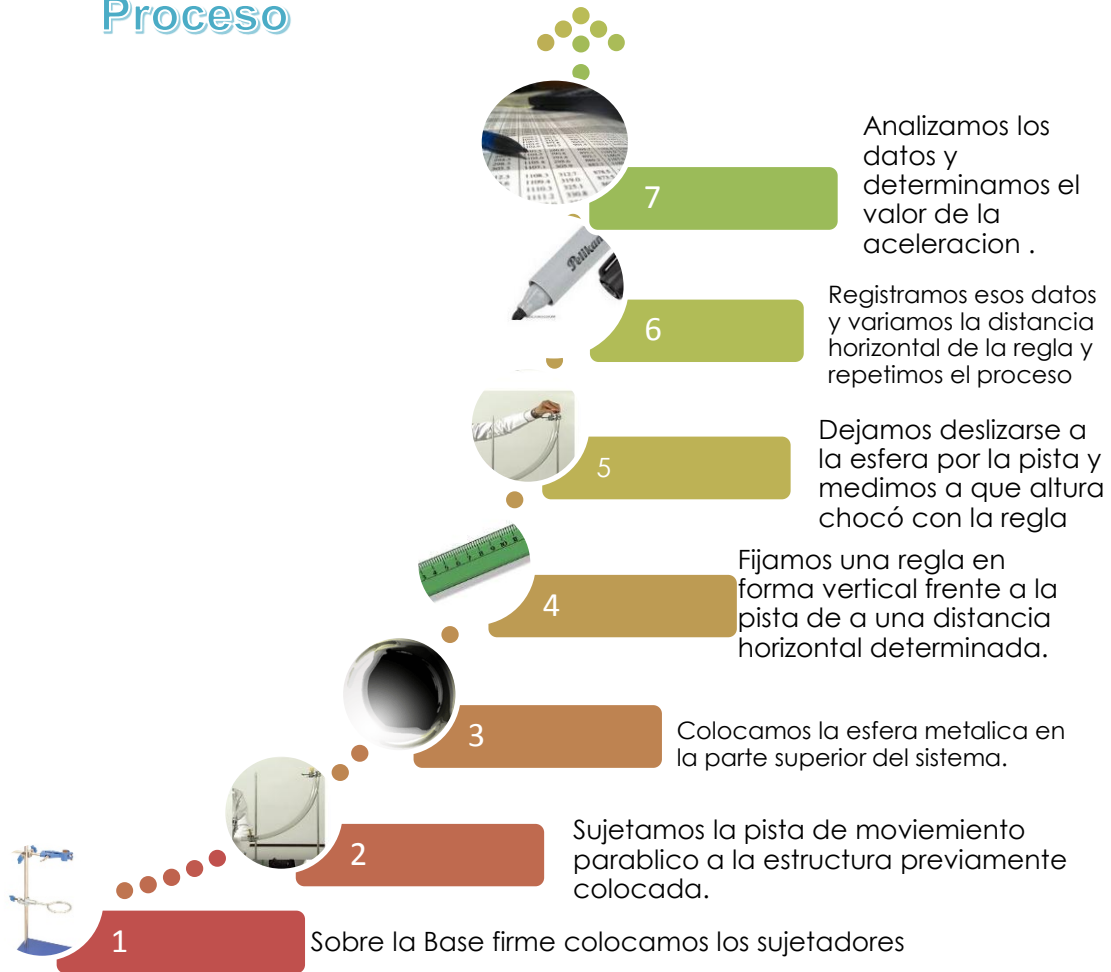 Proceso
7
Analizamos los
datos y
determinamos el
valor de la
aceleracion .
Pelikan
6
Registramos esos datos
y variamos la distancia
horizontal de la regla y
repetimos el proceso
5
Dejamos deslizarse a
la esfera por la pista y
medimos a que altura
chocó con la regla
4
Fijamos una regla en
forma vertical frente a la
pista de a una distancia
horizontal determinada.
3
Colocamos la esfera metalica en
la parte superior del sistema.
2
Sujetamos la pista de moviemiento
parablico a la estructura previamente
colocada.
1
Sobre la Base firme colocamos los sujetadores